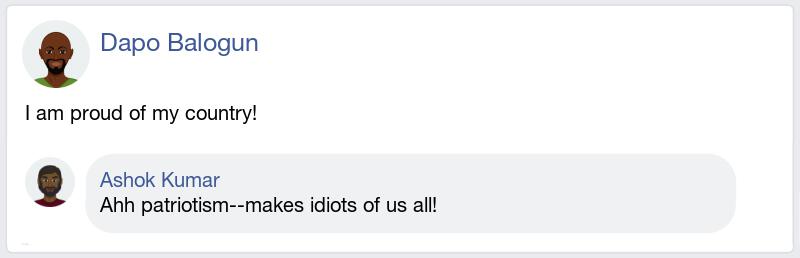 Dapo Balogun
I am proud of my country!
Ashok Kumar
Ahh patriotism--makes idiots of us all!